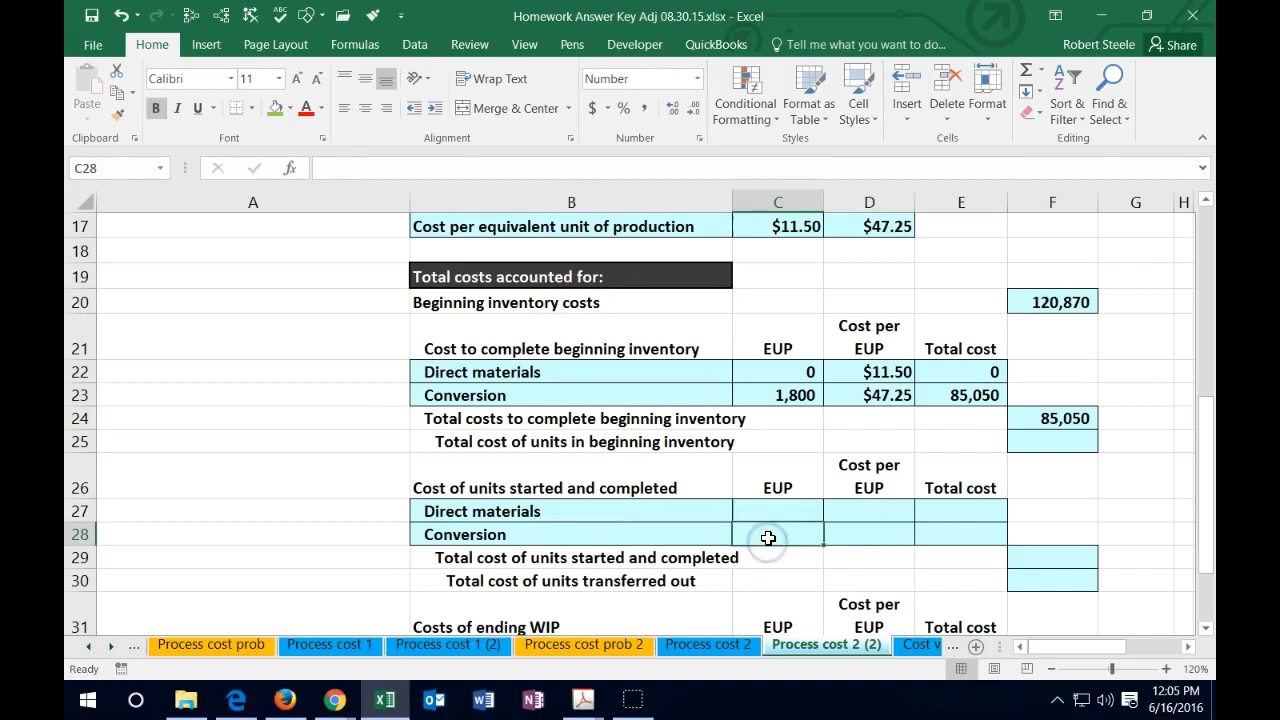 Homework Answer Key Adj 08.30.15.xlsx - Excel
File Home Insert Page Layout Formulas Data Review View Pens Developer QuickBooks Tell me what you want to do... Robert Steele Share
Paste Calibri 11 Wrap Text Number Conditional Format as Cell Insert Delete Format Sort & Find &
B I U Merge & Center $ % Formatting Table Styles Filter Select
Clipboard Font Alignment Number Styles Cells Editing
C28 fx
A B C D E F G H
17 Cost per equivalent unit of production $11.50 $47.25
18
19 Total costs accounted for:
20 Beginning inventory costs 120,870
Cost per
21 Cost to complete beginning inventory EUP EUP Total cost
22 Direct materials 0 $11.50 0
23 Conversion 1,800 $47.25 85,050
24 Total costs to complete beginning inventory 85,050
25 Total cost of units in beginning inventory
Cost per
26 Cost of units started and completed EUP EUP Total cost
27 Direct materials
28 Conversion
29 Total cost of units started and completed
30 Total cost of units transferred out
Cost per
31 Costs of ending WIP EUP EUP Total cost
... Process cost prob Process cost 1 Process cost 1 (2) Process cost prob 2 Process cost 2 Process cost 2 (2) Cost v ...
Ready 120%
12:05 PM
6/16/2016